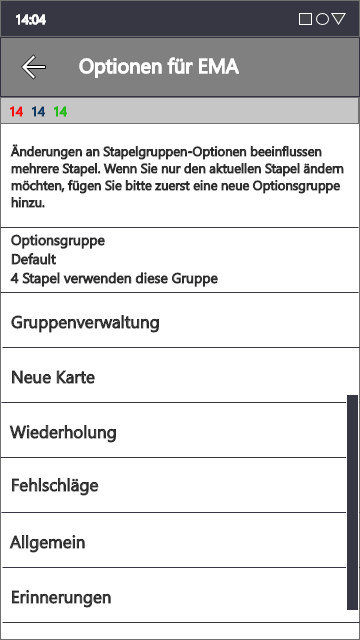 14:04
Optionen für EMA
14 14 14
Änderungen an Stapelgruppen-Optionen beeinflussen
mehrere Stapel. Wenn Sie nur den aktuellen Stapel ändern
möchten, fügen Sie bitte zuerst eine neue Optionsgruppe
hinzu.
Optionsgruppe
Default
4 Stapel verwenden diese Gruppe
Gruppenverwaltung
Neue Karte
Wiederholung
Fehlschläge
Allgemein
Erinnerungen